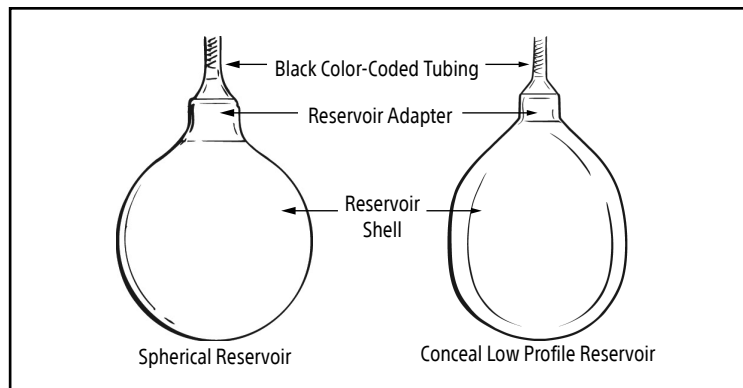 Black Color-Coded Tubing
Reservoir Adapter
Reservoir
Shell
Spherical Reservoir
Conceal Low Profile Reservoir